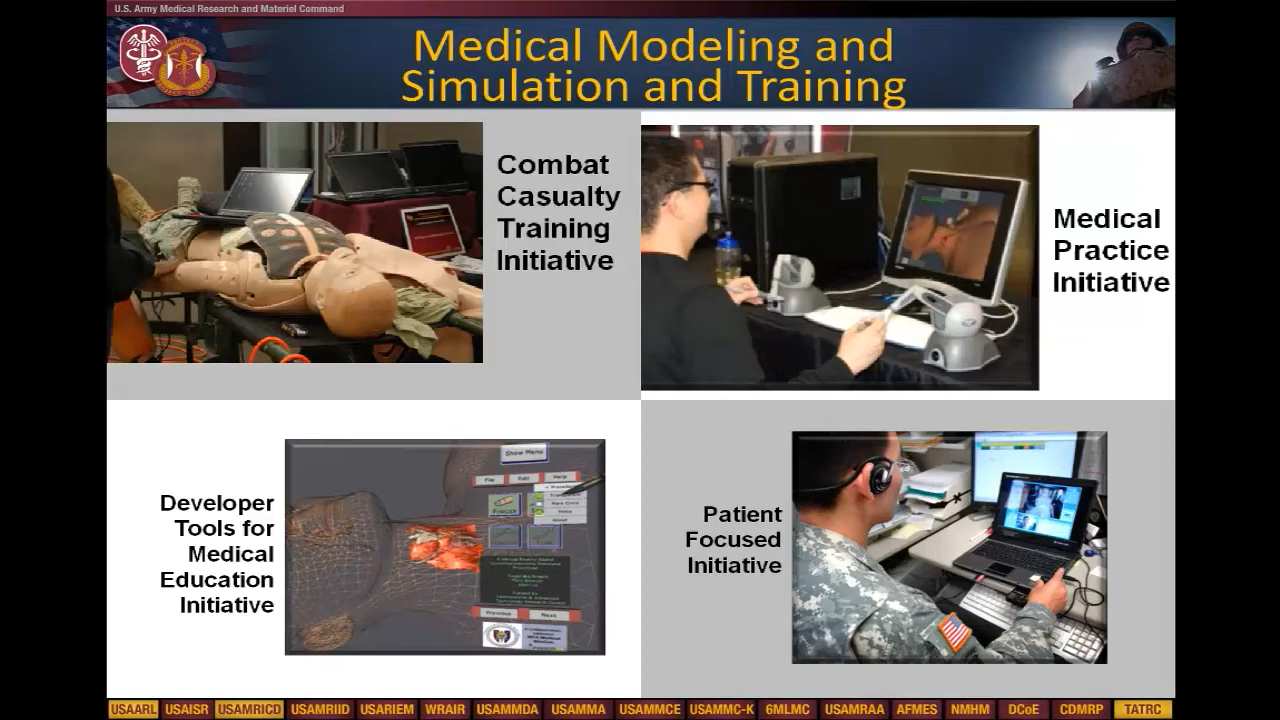 U.S. Army Medical Research and Materiel Command
Medical Modeling and
Simulation and Training
Combat
Casualty
Training
Initiative
Medical
Practice
Initiative
Developer
Tools for
Medical
Education
Initiative
Show Menu
File Edit Help
Previous Next
Patient
Focused
Initiative
USAARL USAISR USAMRICD USAMRIID USARIEM WRAIR USAMMDA USAMMA USAMMCE USAMMC-K 6MLMC USAMRAA AFMES NMHM DCoE CDMRP TATRC